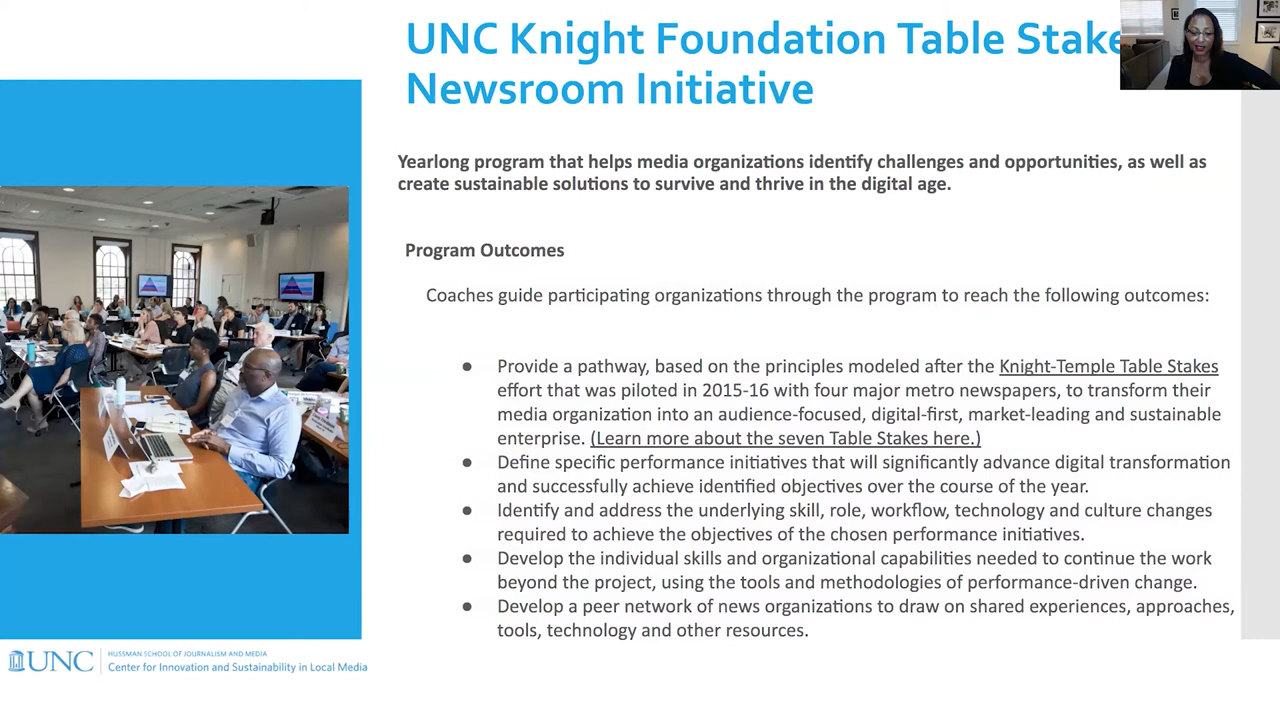 UNC Knight Foundation Table Stake
Newsroom Initiative
Yearlong program that helps media organizations identify challenges and opportunities, as well as
create sustainable solutions to survive and thrive in the digital age.
Program Outcomes
Coaches guide participating organizations through the program to reach the following outcomes:
● Provide a pathway, based on the principles modeled after the Knight-Temple Table Stakes
effort that was piloted in 2015-16 with four major metro newspapers, to transform their
media organization into an audience-focused, digital-first, market-leading and sustainable
enterprise. (Learn more about the seven Table Stakes here.)
● Define specific performance initiatives that will significantly advance digital transformation
and successfully achieve identified objectives over the course of the year.
● Identify and address the underlying skill, role, workflow, technology and culture changes
required to achieve the objectives of the chosen performance initiatives.
● Develop the individual skills and organizational capabilities needed to continue the work
beyond the project, using the tools and methodologies of performance-driven change.
● Develop a peer network of news organizations to draw on shared experiences, approaches,
tools, technology and other resources.
UNC
HUSSMAN SCHOOL OF JOURNALISM AND MEDIA
Center for Innovation and Sustainability in Local Media